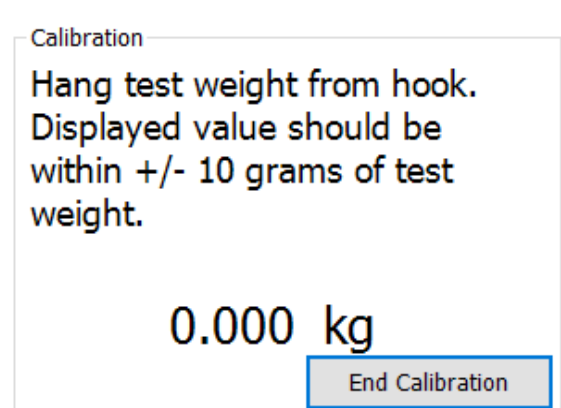 Calibration
Hang test weight from hook.
Displayed value should be
within +/- 10 grams of test
weight.
0.000 kg
End Calibration